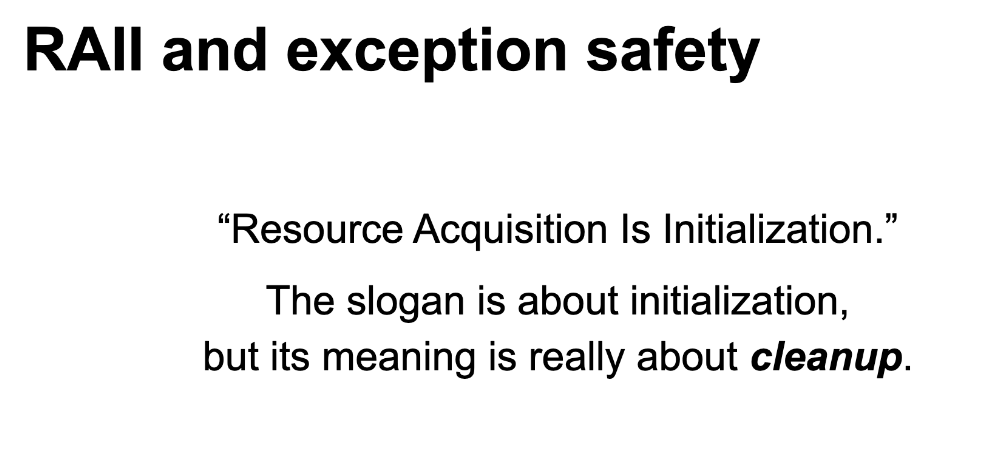 RAII and exception safety
“Resource Acquisition Is Initialization.”
The slogan is about initialization,
but its meaning is really about cleanup.